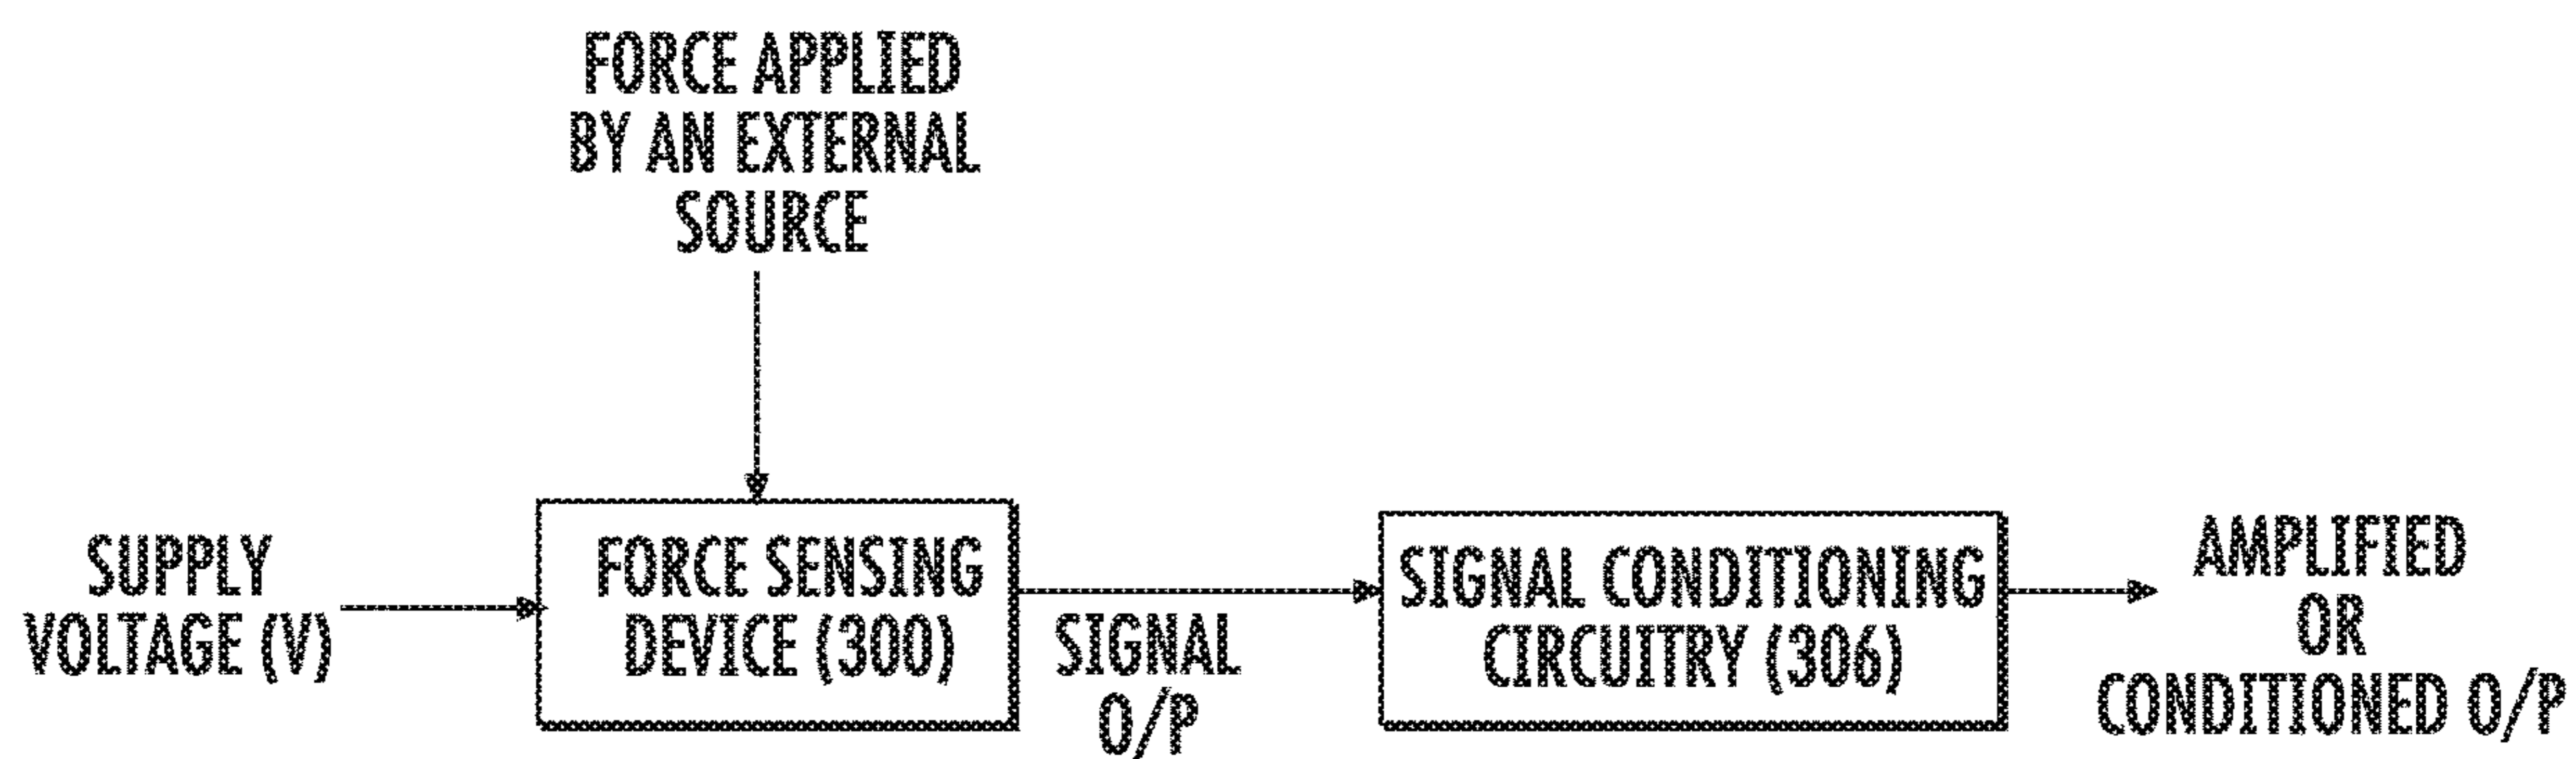 FORCE APPLIED
BY AN EXTERNAL
SOURCE
SUPPLY
VOLTAGE (V)
FORCE SENSING
DEVICE (300)
SIGNAL
O/P
SIGNAL CONDITIONING
CIRCUITRY (306)
AMPLIFIED
OR
CONDITIONED O/P